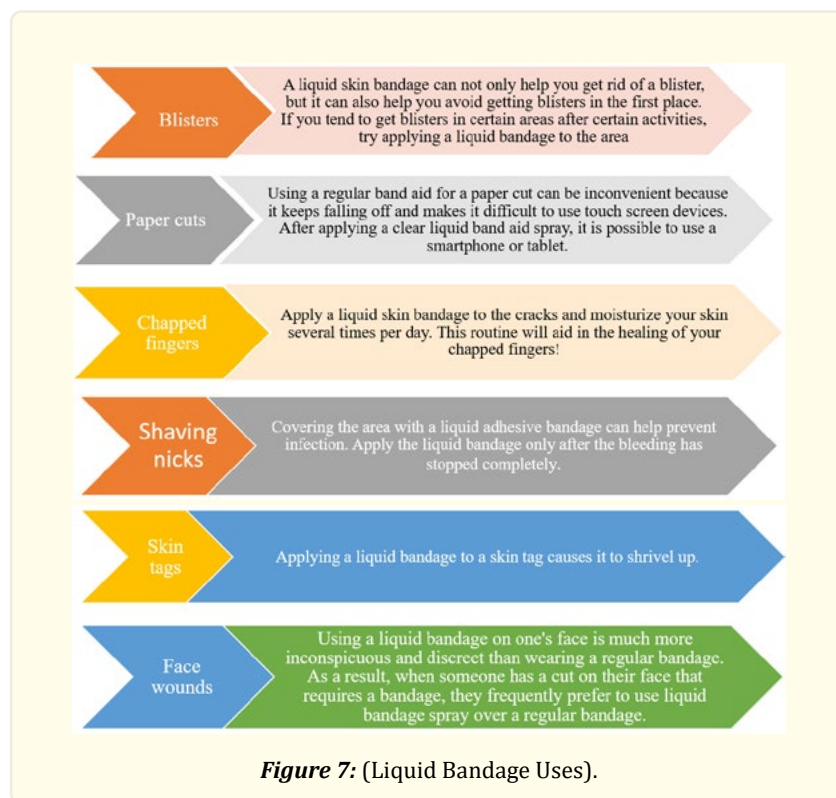 Blisters
A liquid skin bandage can not only help you get rid of a blister,
but it can also help you avoid getting blisters in the first place.
If you tend to get blisters in certain areas after certain activities,
try applying a liquid bandage to the area
Paper cuts
Using a regular band aid for a paper cut can be inconvenient because
it keeps falling off and makes it difficult to use touch screen devices.
After applying a clear liquid band aid spray, it is possible to use a
smartphone or tablet.
Chapped
fingers
Apply a liquid skin bandage to the cracks and moisturize your skin
several times per day. This routine will aid in the healing of your
chapped fingers!
Shaving
nicks
Covering the area with a liquid adhesive bandage can help prevent
infection. Apply the liquid bandage only after the bleeding has
stopped completely.
Skin
tags
Applying a liquid bandage to a skin tag causes it to shrivel up.
Face
wounds
Using a liquid bandage on one's face is much more
inconspicuous and discreet than wearing a regular bandage.
As a result, when someone has a cut on their face that
requires a bandage, they frequently prefer to use liquid
bandage spray over a regular bandage.
Figure 7: (Liquid Bandage Uses).